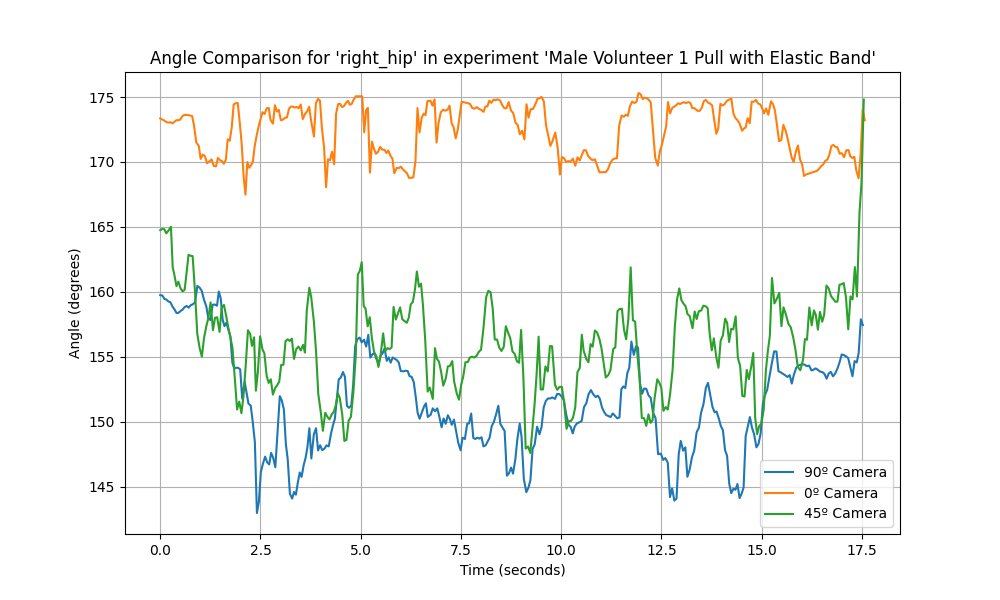 Angle Comparison for 'right_hip' in experiment 'Male Volunteer 1 Pull with Elastic Band'
Angle (degrees)
175
170
165
160
155
150
145
90º Camera
0º Camera
45º Camera
0.0 2.5 5.0 7.5 10.0 12.5 15.0 17.5
Time (seconds)